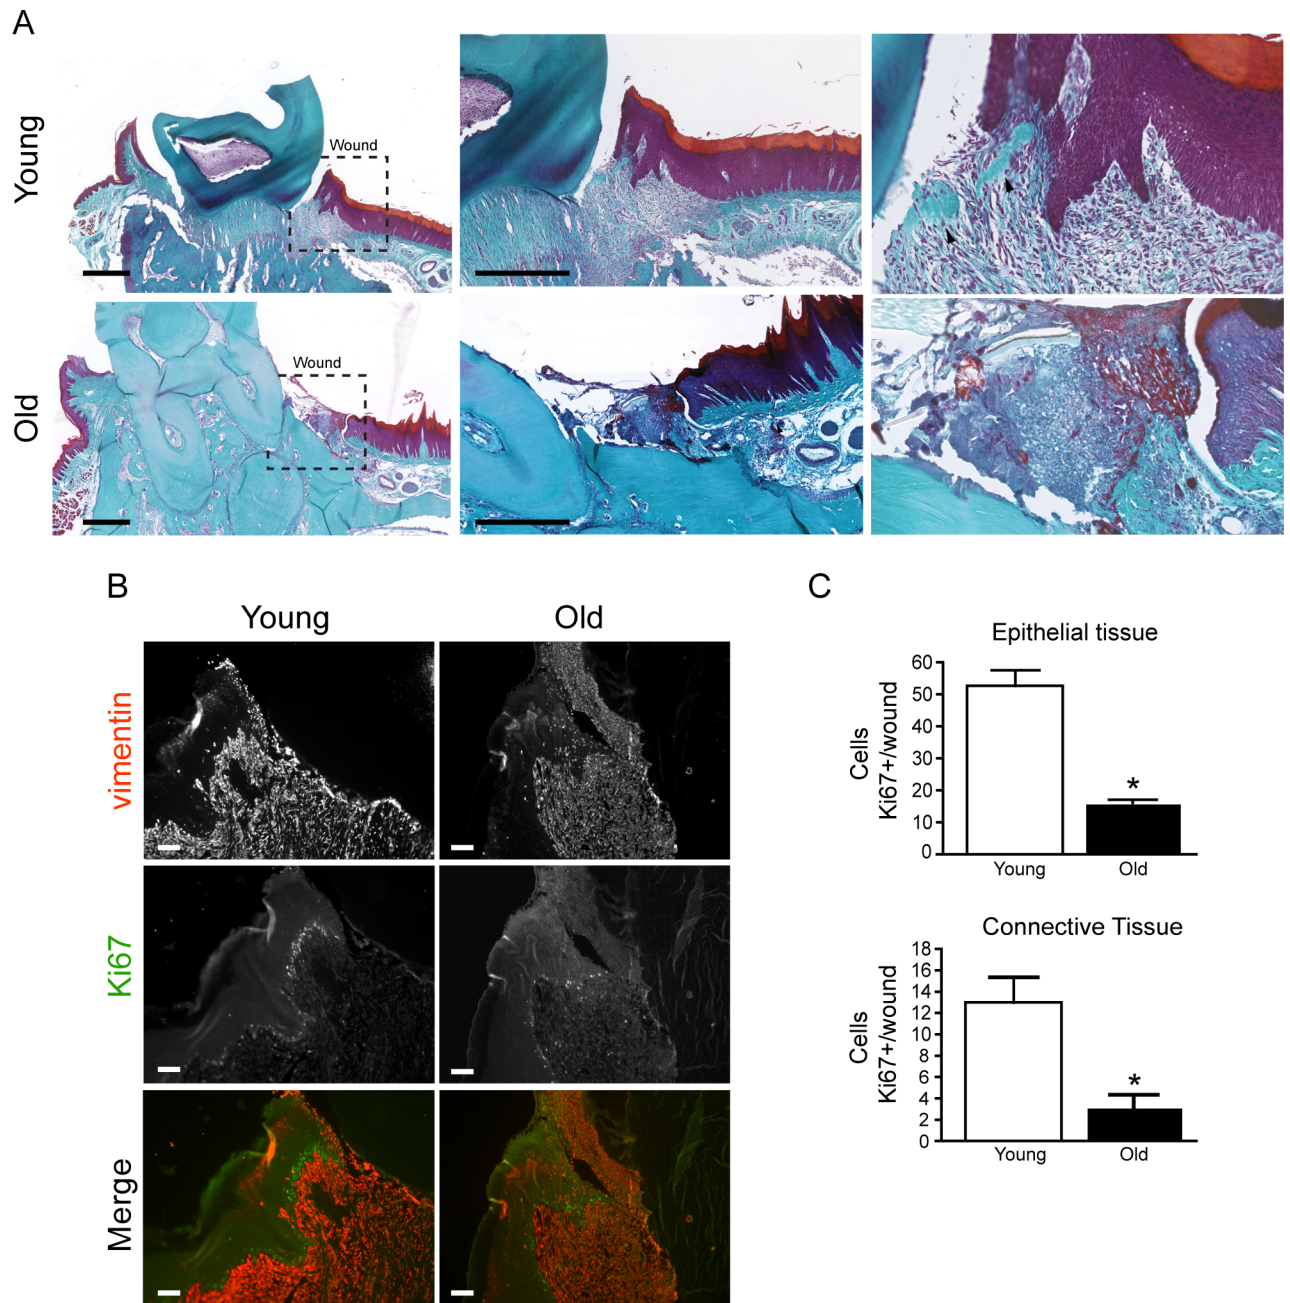 A
Young
Wound
Old
Wound
B
Young
Old
vimentin
Ki67
Merge
C
Epithelial tissue
Cells
Ki67+/wound
60
50
40
30
20
10
0
*
Young
Old
Connective Tissue
Cells
Ki67+/wound
18
16
14
12
10
8
6
4
2
0
*
Young
Old